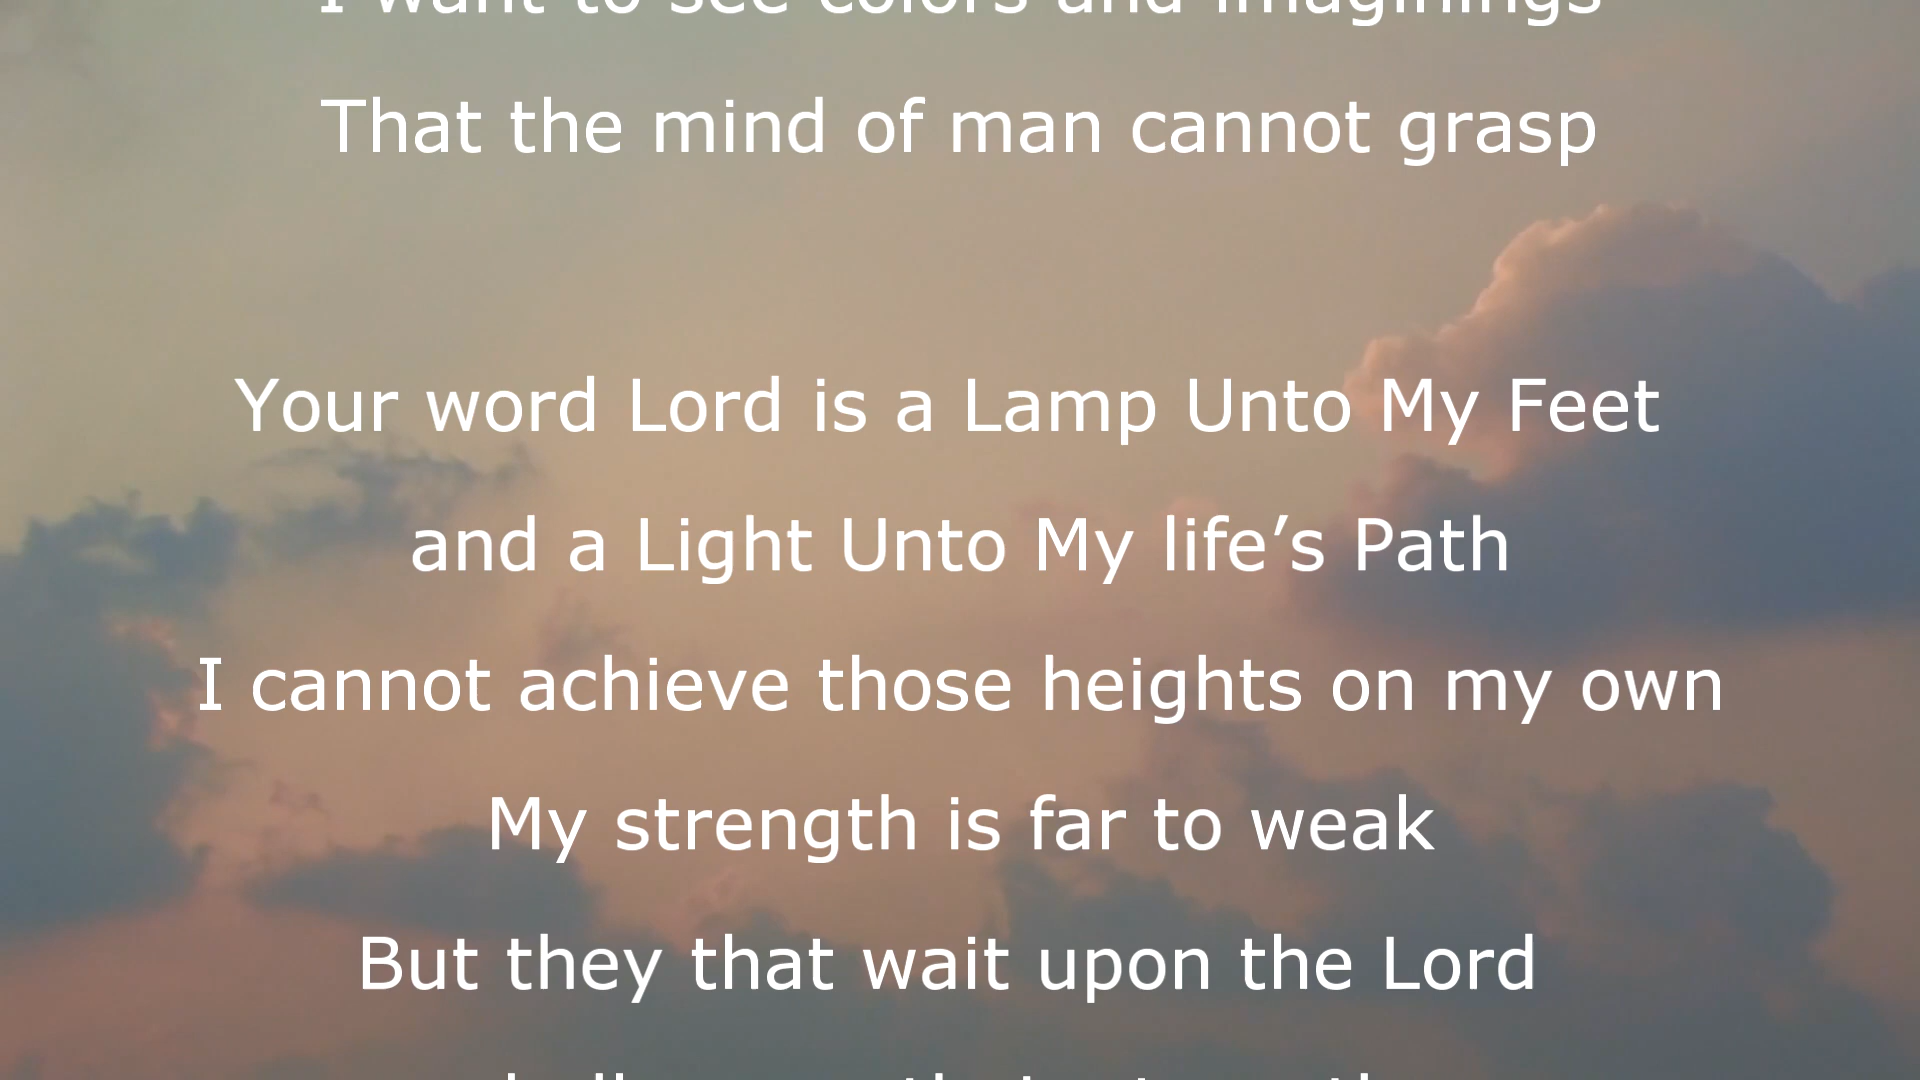 I want to see colors and imaginings
That the mind of man cannot grasp
Your word Lord is a Lamp Unto My Feet
and a Light Unto My life’s Path
I cannot achieve those heights on my own
My strength is far to weak
But they that wait upon the Lord